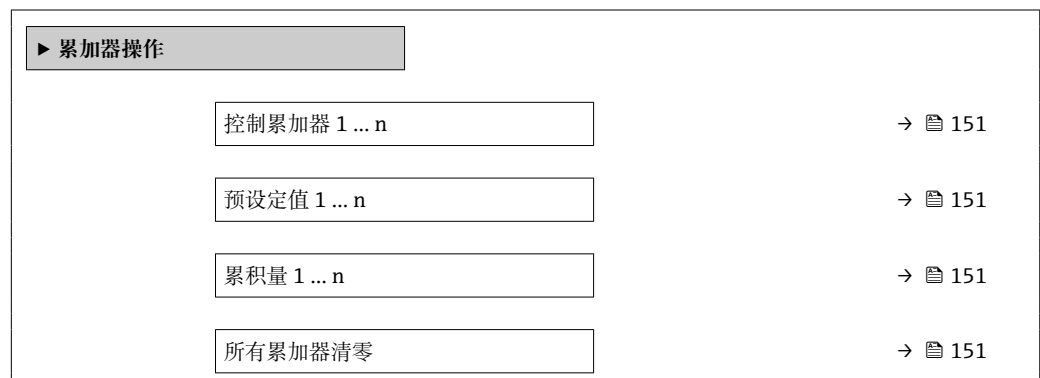 ▶ 累加器操作
控制累加器 1 … n → 🖺 151
预设定值 1 … n → 🖺 151
累积量 1 … n → 🖺 151
所有累加器清零 → 🖺 151